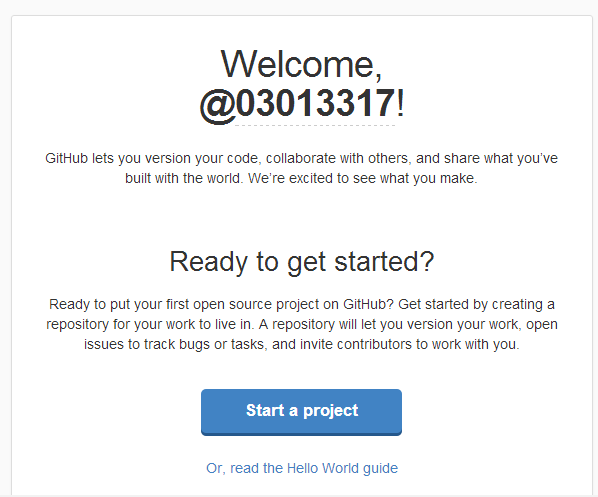 Welcome,
@03013317!
GitHub lets you version your code, collaborate with others, and share what you’ve
built with the world. We’re excited to see what you make.
Ready to get started?
Ready to put your first open source project on GitHub? Get started by creating a
repository for your work to live in. A repository will let you version your work, open
issues to track bugs or tasks, and invite contributors to work with you.
Start a project
Or, read the Hello World guide